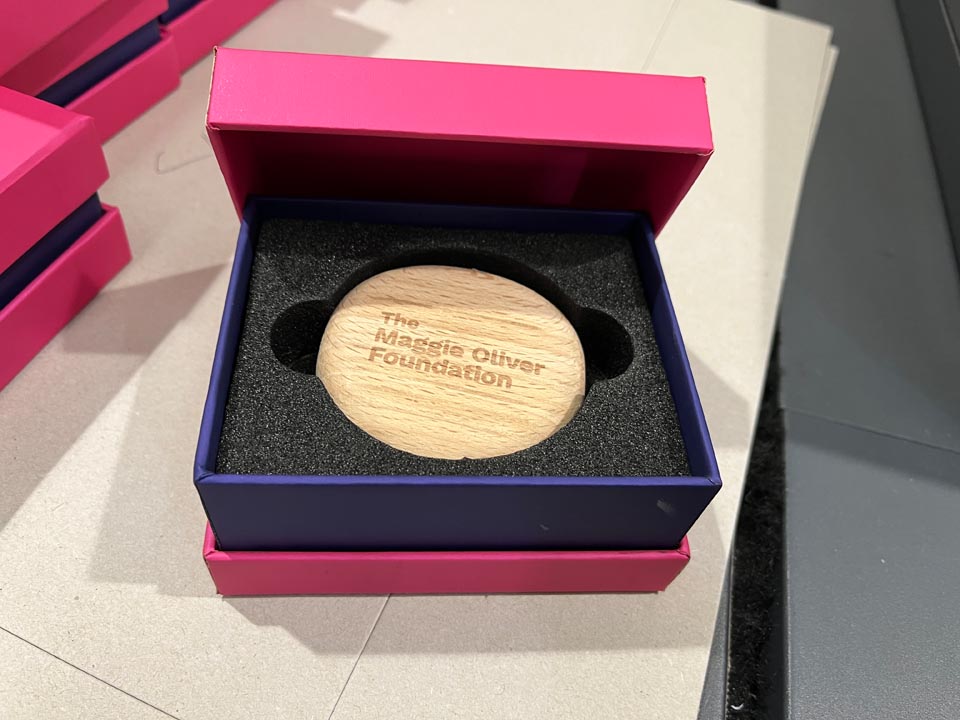 The
Maggie Oliver
Foundation